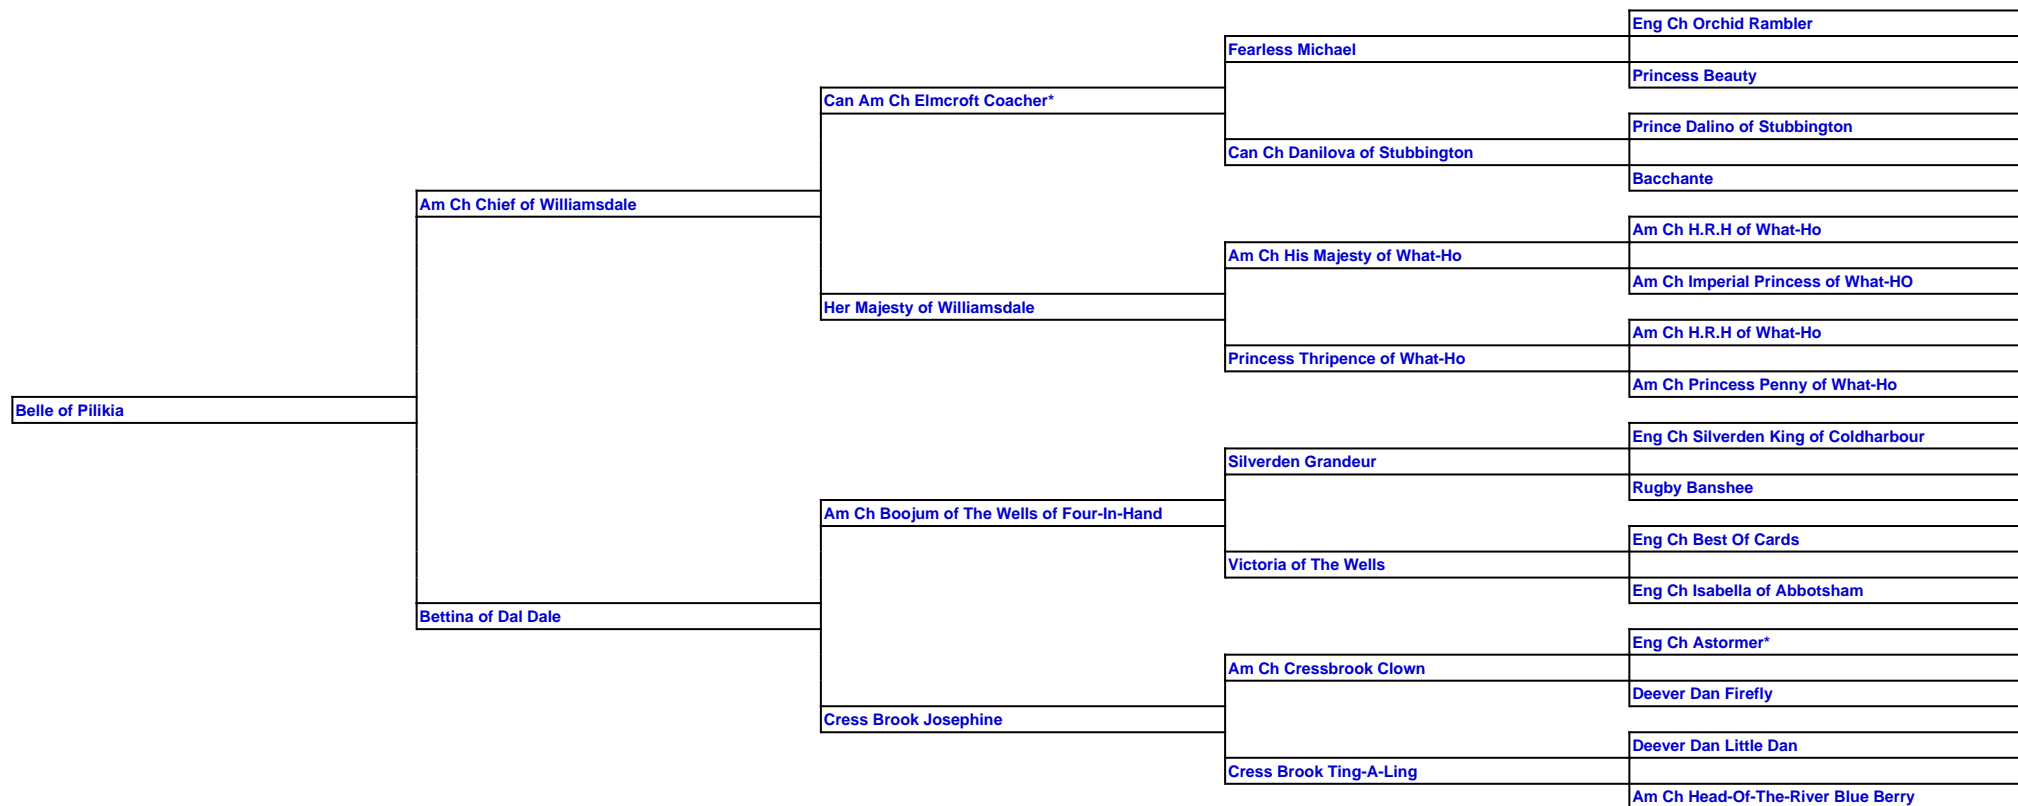 Eng Ch Orchid Rambler
Fearless Michael
Princess Beauty
Can Am Ch Elmcroft Coacher*
Prince Dalino of Stubbington
Can Ch Danilova of Stubbington
Bacchante
Am Ch Chief of Williamsdale
Am Ch H.R.H of What-Ho
Am Ch His Majesty of What-Ho
Am Ch Imperial Princess of What-HO
Her Majesty of Williamsdale
Am Ch H.R.H of What-Ho
Princess Thripence of What-Ho
Am Ch Princess Penny of What-Ho
Belle of Pilikia
Eng Ch Silverden King of Coldharbour
Silverden Grandeur
Rugby Banshee
Am Ch Boojum of The Wells of Four-In-Hand
Eng Ch Best Of Cards
Victoria of The Wells
Eng Ch Isabella of Abbotsham
Bettina of Dal Dale
Eng Ch Astormer*
Am Ch Cressbrook Clown
Deever Dan Firefly
Cress Brook Josephine
Deever Dan Little Dan
Cress Brook Ting-A-Ling
Am Ch Head-Of-The-River Blue Berry